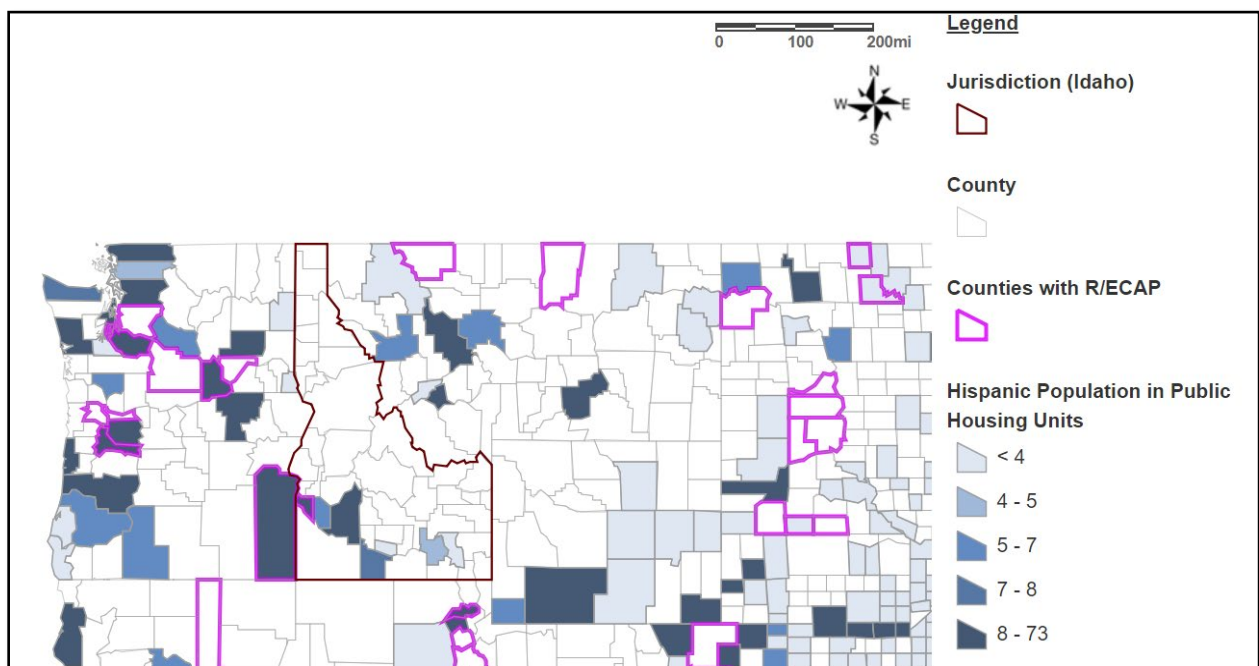 0 100 200mi
N
W E
S
Legend
Jurisdiction (Idaho)
County
Counties with R/ECAP
Hispanic Population in Public
Housing Units
< 4
4 - 5
5 - 7
7 - 8
8 - 73